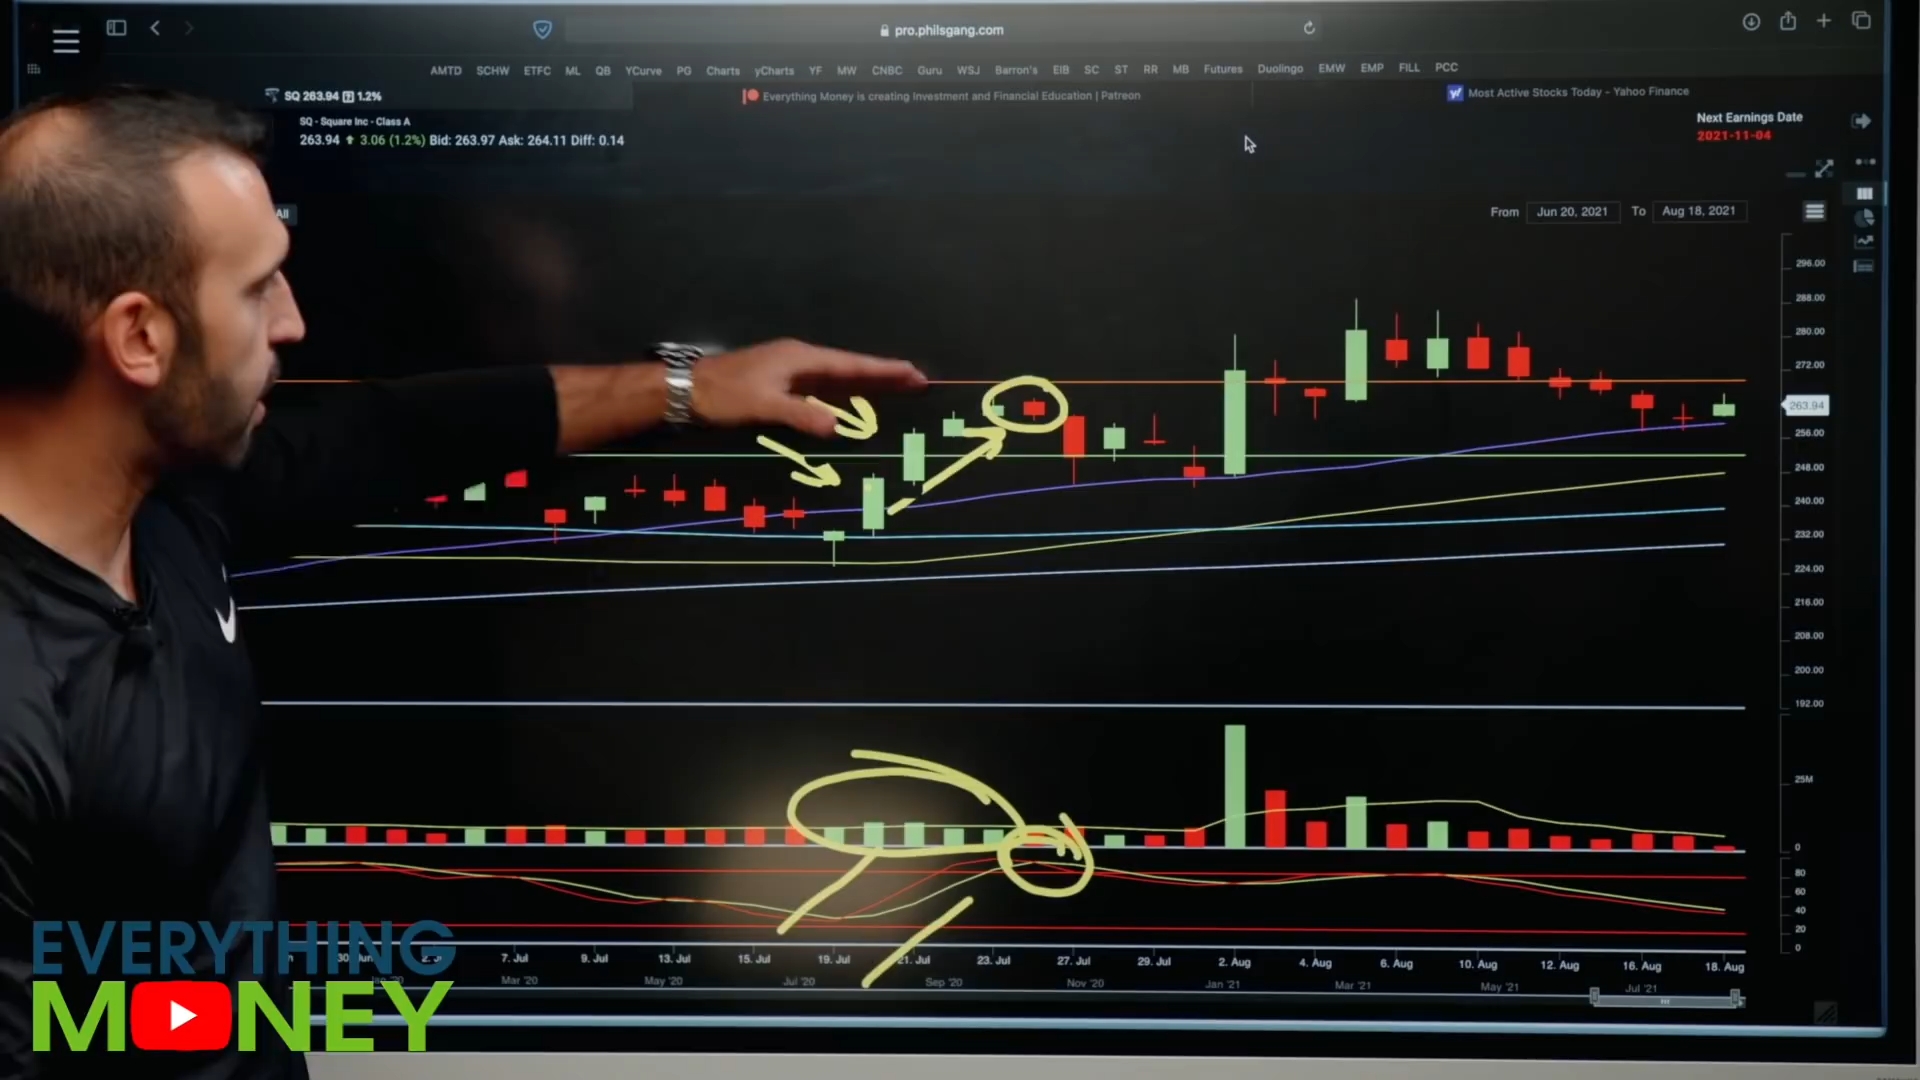 pro.philsgang.com
AMTD SCHW ETFC ML QB YCurve PG Charts yCharts YF MW CNBC Guru WSJ Barron's EIB SC ST RR MB Futures Duolingo EMW EMP FILL PCC
SQ 263.94 1.2%
Everything Money is creating Investment and Financial Education | Patreon
Most Active Stocks Today - Yahoo Finance
SQ - Square Inc - Class A
263.94 3.06 (1.2%) Bid: 263.97 Ask: 264.11 Diff: 0.14
Next Earnings Date
2021-11-04
All
From Jun 20, 2021 To Aug 18, 2021
296.00
288.00
280.00
272.00
263.94
256.00
248.00
240.00
232.00
224.00
216.00
208.00
200.00
192.00
25M
0
80
60
40
20
0
7. Jul 9. Jul 13. Jul 15. Jul 19. Jul 21. Jul 23. Jul 27. Jul 29. Jul 2. Aug 4. Aug 6. Aug 10. Aug 12. Aug 16. Aug 18. Aug
Mar '20 May '20 Jul '20 Sep '20 Nov '20 Jan '21 Mar '21 May '21 Jul '21
EVERYTHING
MONEY